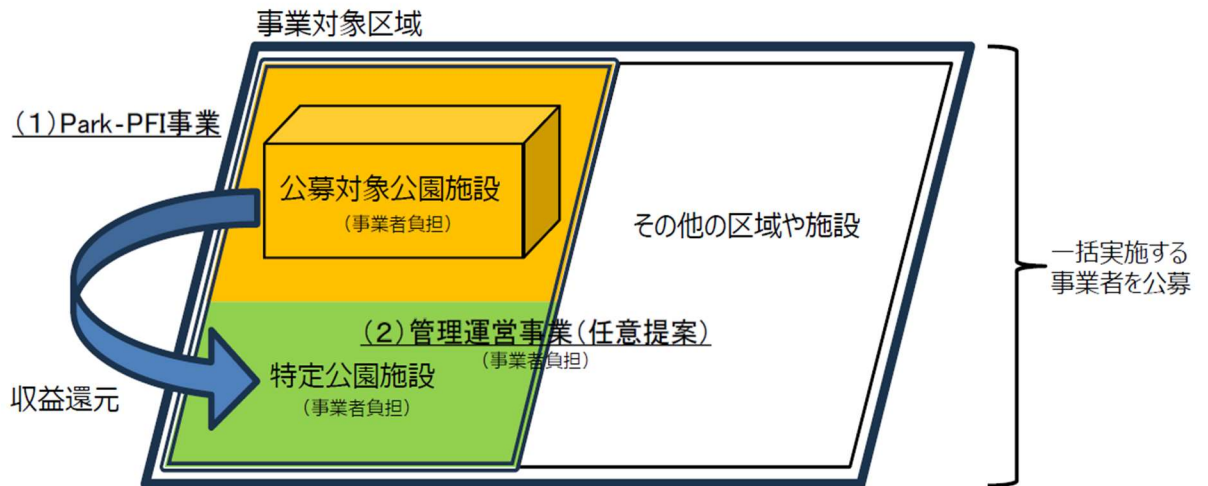 事業対象区域
(1)Park-PFI事業
公募対象公園施設
(事業者負担)
その他の区域や施設
一括実施する
事業者を公募
(2)管理運営事業(任意提案)
(事業者負担)
特定公園施設
(事業者負担)
収益還元